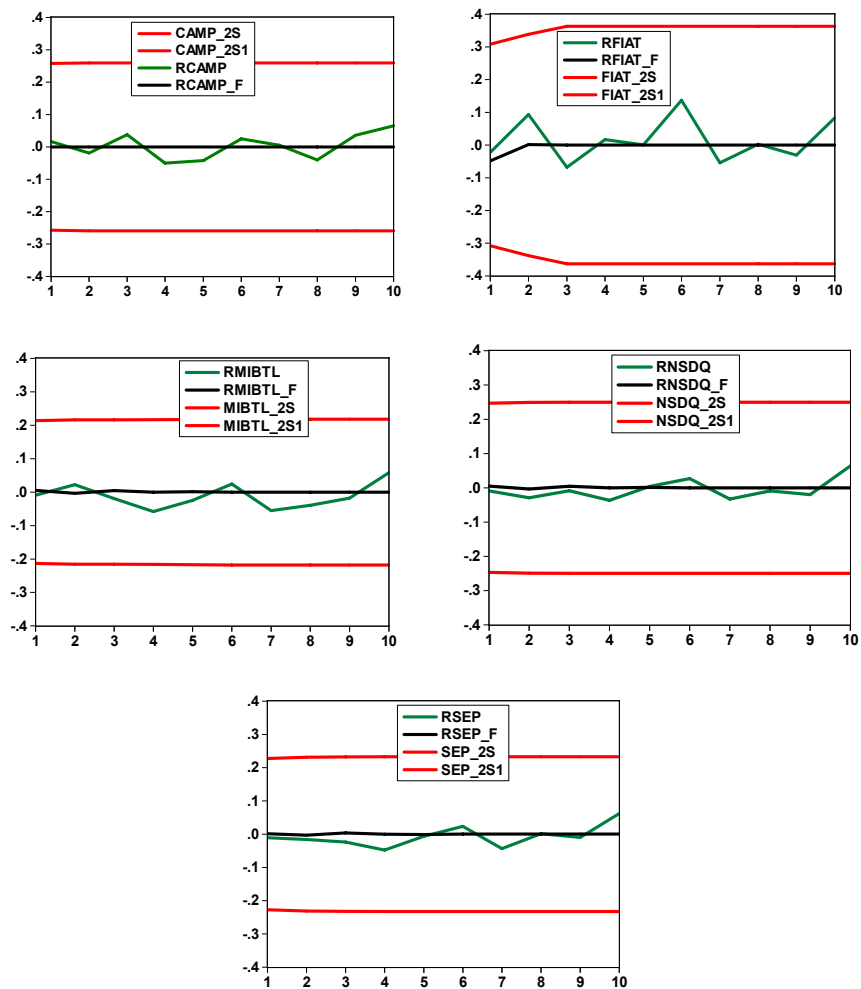 .4
.3
.2
.1
.0
-.1
-.2
-.3
-.4
CAMP_2S
CAMP_2S1
RCAMP
RCAMP_F
1 2 3 4 5 6 7 8 9 10
.4
.3
.2
.1
.0
-.1
-.2
-.3
-.4
RFIAT
RFIAT_F
FIAT_2S
FIAT_2S1
1 2 3 4 5 6 7 8 9 10
.4
.3
.2
.1
.0
-.1
-.2
-.3
-.4
RMIBTL
RMIBTL_F
MIBTL_2S
MIBTL_2S1
1 2 3 4 5 6 7 8 9 10
.4
.3
.2
.1
.0
-.1
-.2
-.3
-.4
RNSDQ
RNSDQ_F
NSDQ_2S
NSDQ_2S1
1 2 3 4 5 6 7 8 9 10
.4
.3
.2
.1
.0
-.1
-.2
-.3
-.4
RSEP
RSEP_F
SEP_2S
SEP_2S1
1 2 3 4 5 6 7 8 9 10